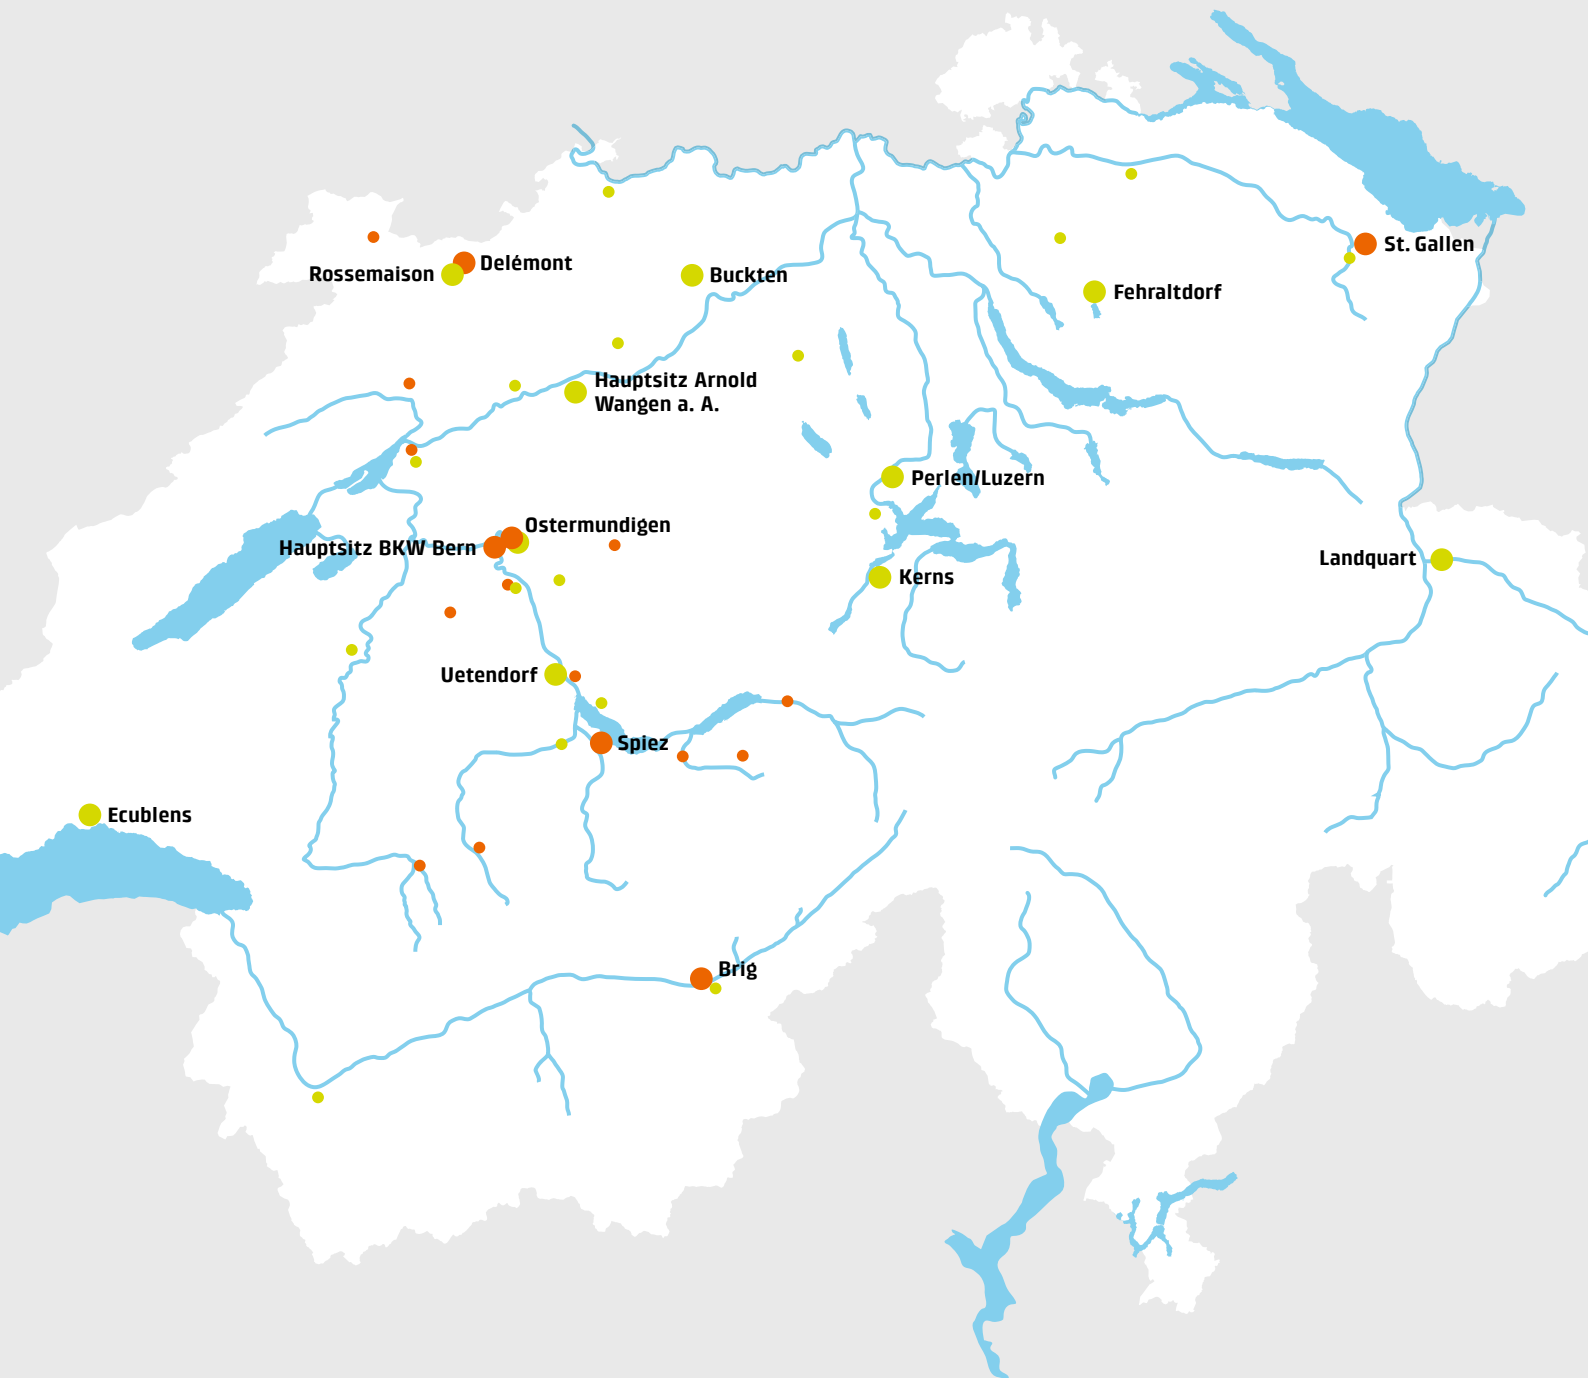 St. Gallen
Delémont
Rossemaison
Buckten
Fehraltdorf
Hauptsitz Arnold
Wangen a. A.
Perlen/Luzern
Ostermundigen
Hauptsitz BKW Bern
Landquart
Kerns
Uetendorf
Spiez
Ecublens
Brig